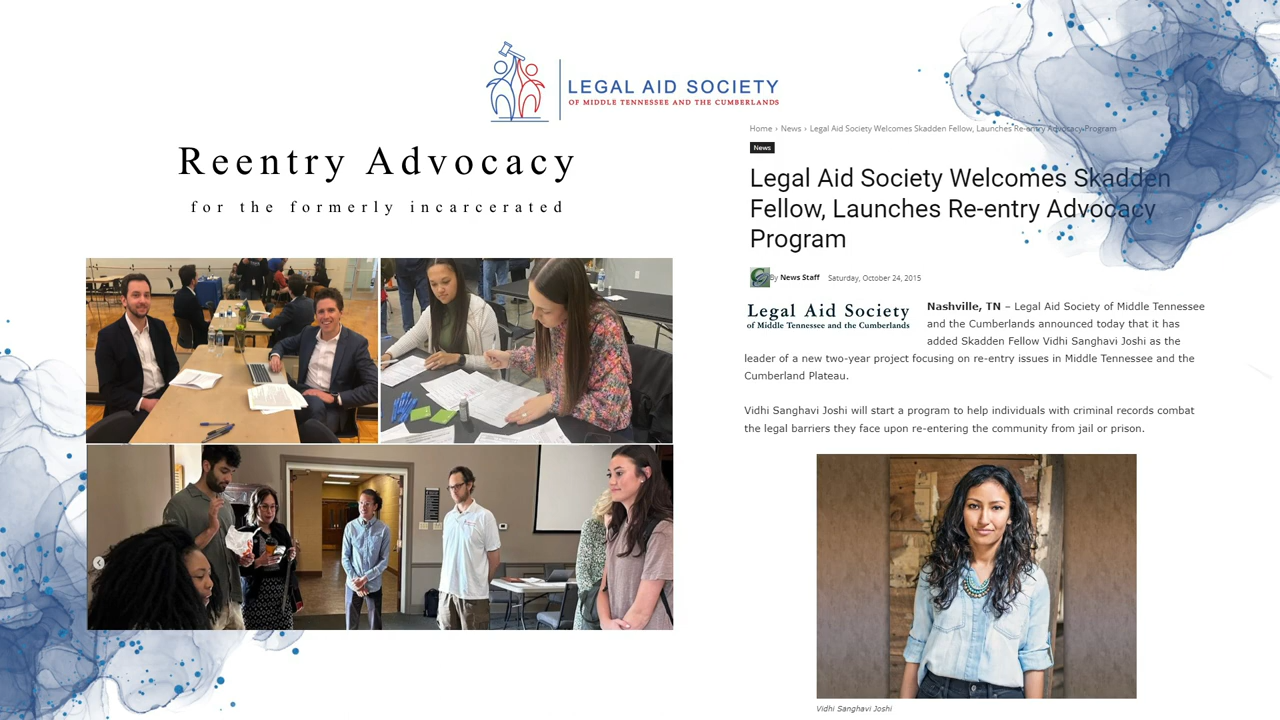 LEGAL AID SOCIETY
OF MIDDLE TENNESSEE AND THE CUMBERLANDS
Reentry Advocacy
for the formerly incarcerated
Home › News › Legal Aid Society Welcomes Skadden Fellow, Launches Re-entry Advocacy Program
News
Legal Aid Society Welcomes Skadden
Fellow, Launches Re-entry Advocacy
Program
By News Staff Saturday, October 24, 2015
Legal Aid Society
of Middle Tennessee and the Cumberlands
Nashville, TN – Legal Aid Society of Middle Tennessee
and the Cumberlands announced today that it has
added Skadden Fellow Vidhi Sanghavi Joshi as the
leader of a new two-year project focusing on re-entry issues in Middle Tennessee and the
Cumberland Plateau.
Vidhi Sanghavi Joshi will start a program to help individuals with criminal records combat
the legal barriers they face upon re-entering the community from jail or prison.
Vidhi Sanghavi Joshi